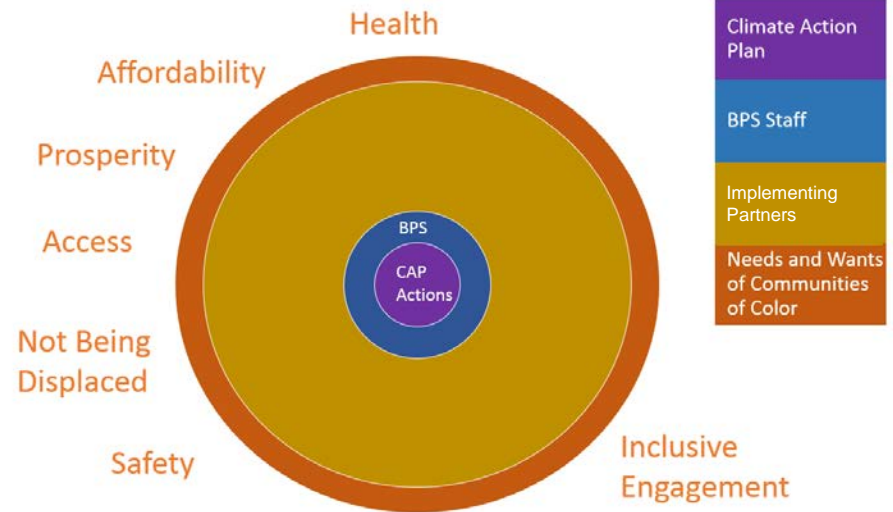 Health
Affordability
Prosperity
Access
Not Being
Displaced
Safety
Inclusive
Engagement
BPS
CAP
Actions
Climate Action
Plan
BPS Staff
Implementing
Partners
Needs and Wants
of Communities
of Color